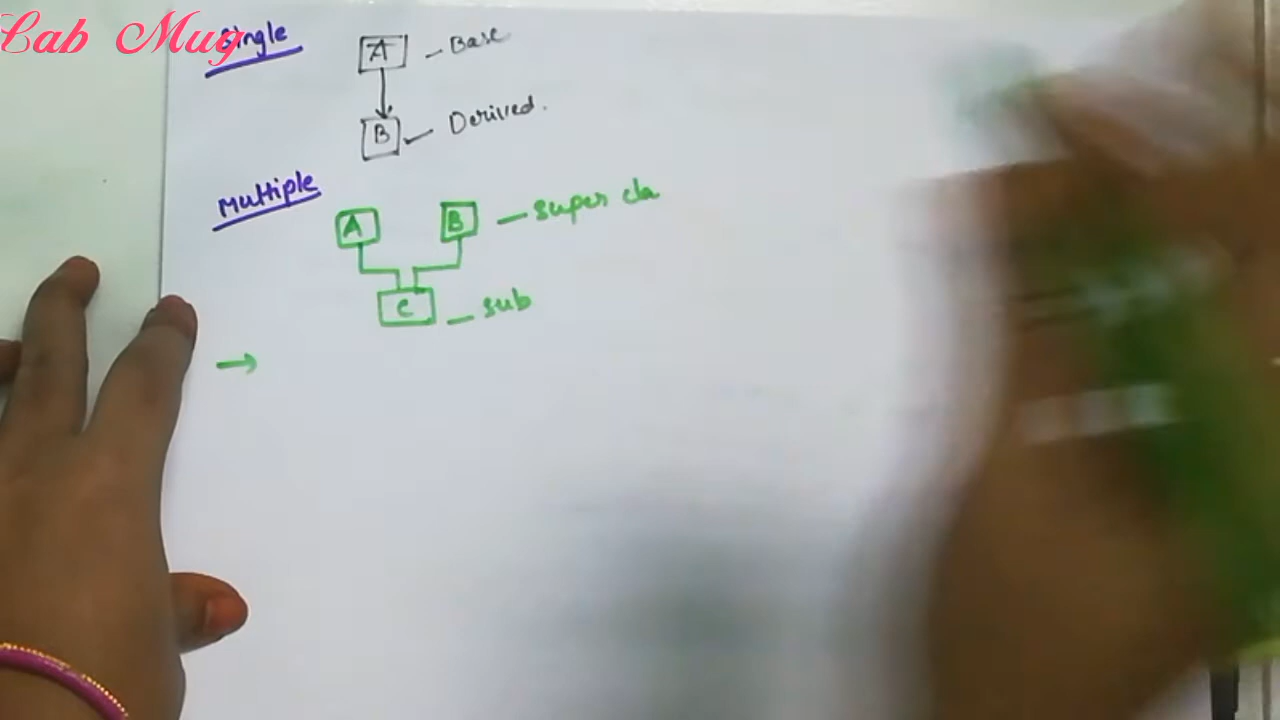 Lab Mug
Single
A – Base
B – Derived.
Multiple
A B – super cla
C – sub
→